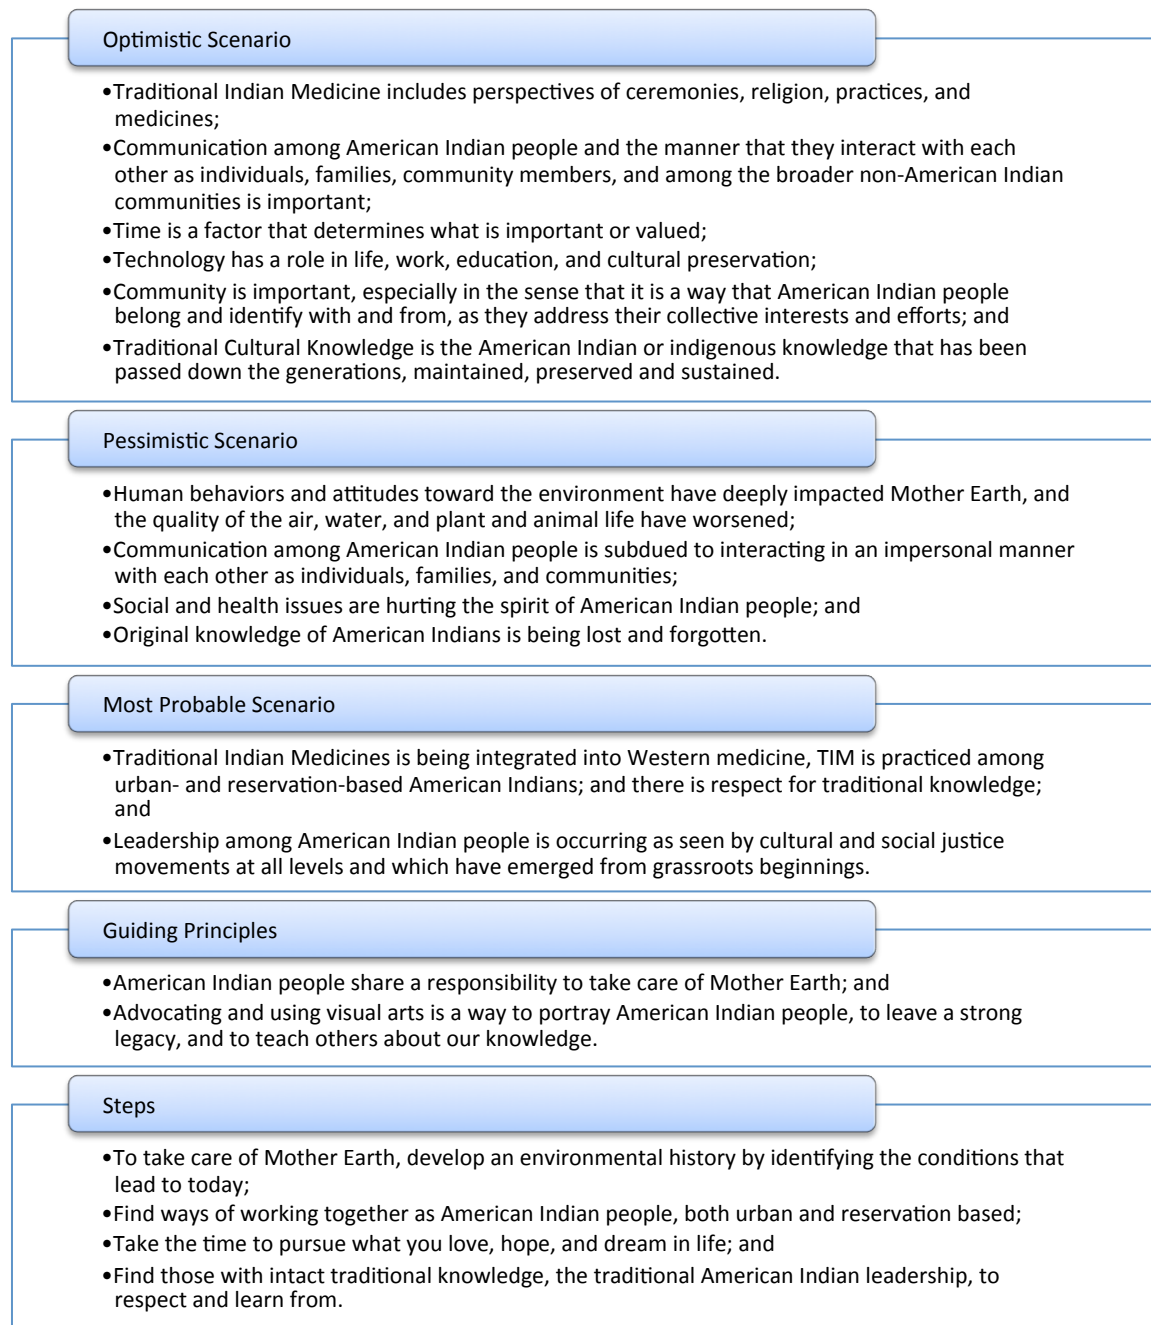 Optimistic Scenario
•Traditional Indian Medicine includes perspectives of ceremonies, religion, practices, and
medicines;
•Communication among American Indian people and the manner that they interact with each
other as individuals, families, community members, and among the broader non-American Indian
communities is important;
•Time is a factor that determines what is important or valued;
•Technology has a role in life, work, education, and cultural preservation;
•Community is important, especially in the sense that it is a way that American Indian people
belong and identify with and from, as they address their collective interests and efforts; and
•Traditional Cultural Knowledge is the American Indian or indigenous knowledge that has been
passed down the generations, maintained, preserved and sustained.
Pessimistic Scenario
•Human behaviors and attitudes toward the environment have deeply impacted Mother Earth, and
the quality of the air, water, and plant and animal life have worsened;
•Communication among American Indian people is subdued to interacting in an impersonal manner
with each other as individuals, families, and communities;
•Social and health issues are hurting the spirit of American Indian people; and
•Original knowledge of American Indians is being lost and forgotten.
Most Probable Scenario
•Traditional Indian Medicines is being integrated into Western medicine, TIM is practiced among
urban- and reservation-based American Indians; and there is respect for traditional knowledge;
and
•Leadership among American Indian people is occurring as seen by cultural and social justice
movements at all levels and which have emerged from grassroots beginnings.
Guiding Principles
•American Indian people share a responsibility to take care of Mother Earth; and
•Advocating and using visual arts is a way to portray American Indian people, to leave a strong
legacy, and to teach others about our knowledge.
Steps
•To take care of Mother Earth, develop an environmental history by identifying the conditions that
lead to today;
•Find ways of working together as American Indian people, both urban and reservation based;
•Take the time to pursue what you love, hope, and dream in life; and
•Find those with intact traditional knowledge, the traditional American Indian leadership, to
respect and learn from.